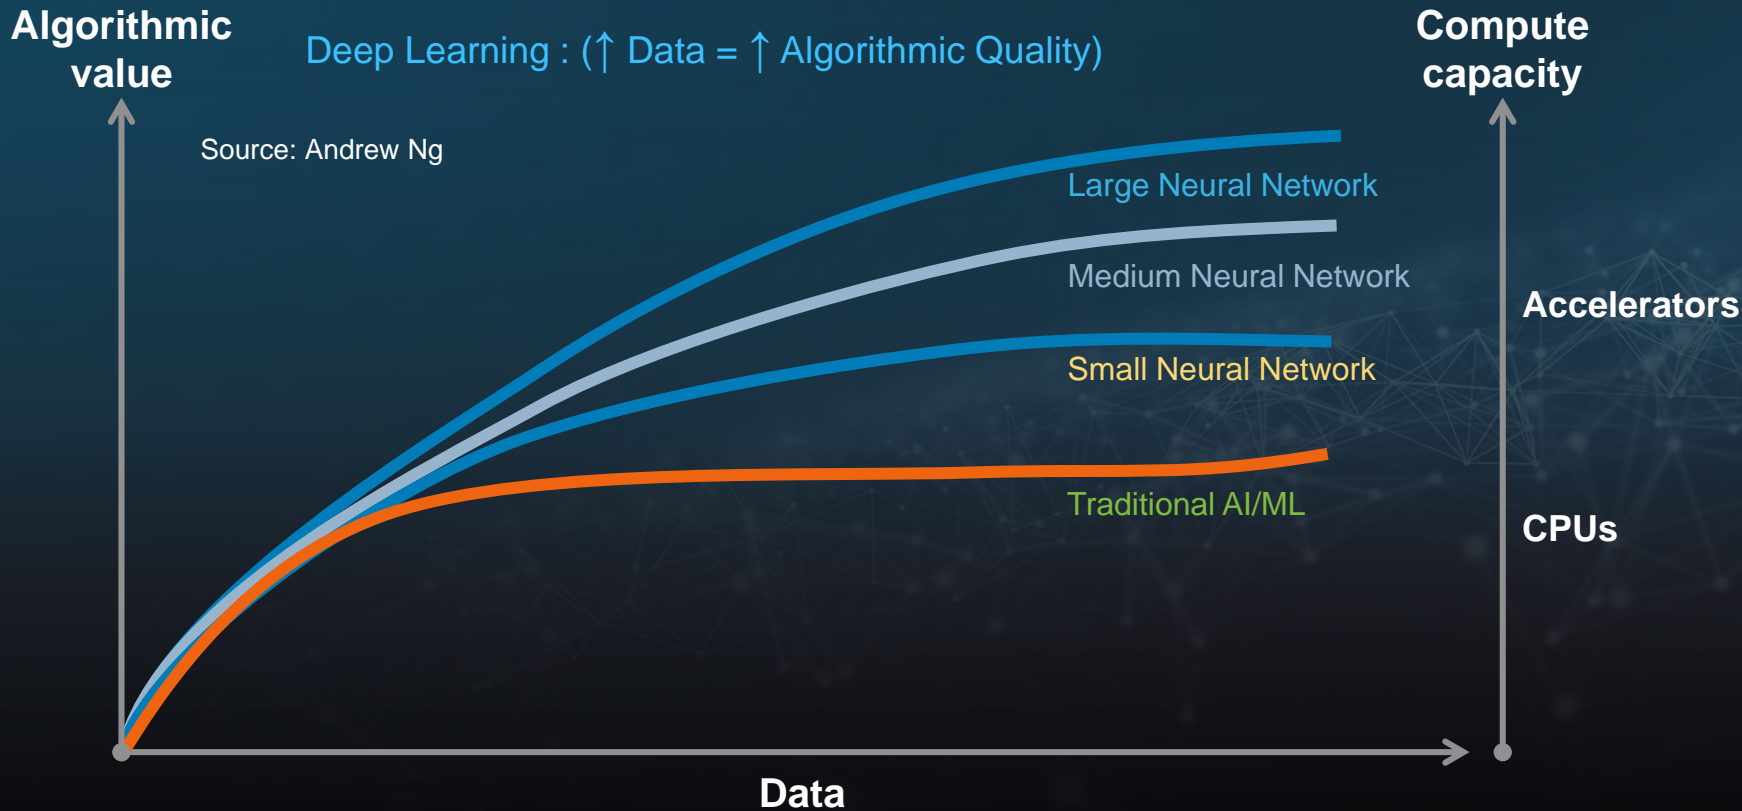 Algorithmic
value
Deep Learning : (↑ Data = ↑ Algorithmic Quality)
Compute
capacity
Source: Andrew Ng
Large Neural Network
Medium Neural Network
Accelerators
Small Neural Network
Traditional AI/ML
CPUs
Data